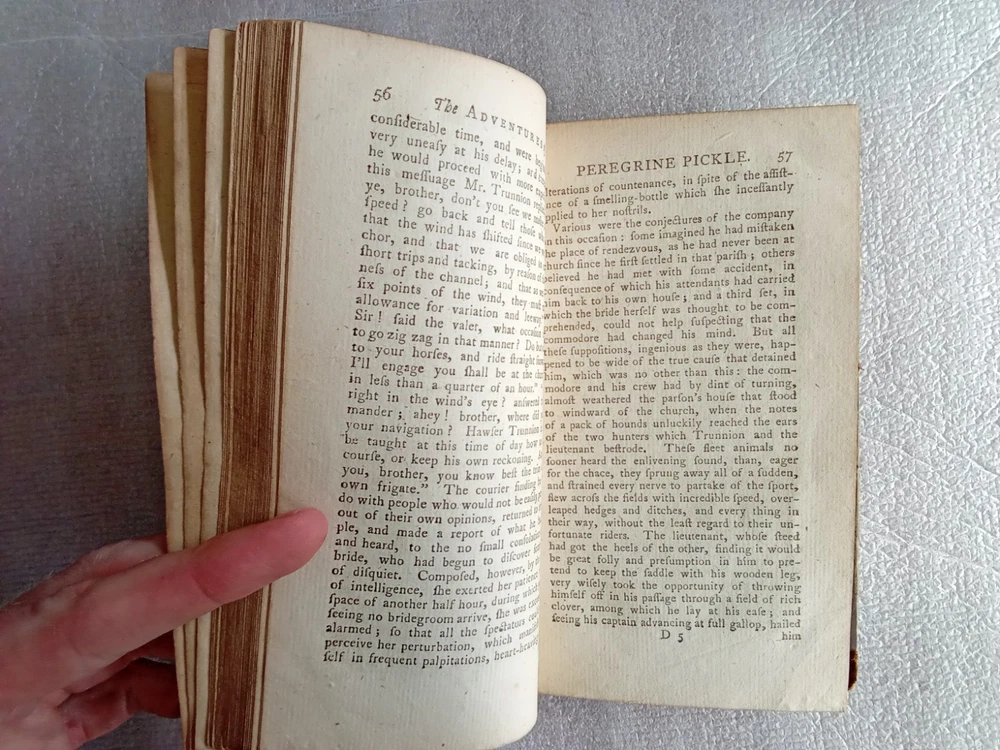 56 The ADVENTURES
conſiderable time, and were
very uneaſy at his delay; and
he would proceed with more
this meſſuage Mr. Trunnion
ye, brother, don't you ſee we
ſpeed? go back and tell thoſe
that the wind has ſhifted ſince we
chor, and that we are obliged
ſhort trips and tacking, by reaſon of
neſs of the channel; and that as
ſix points of the wind, they muſt
allowance for variation and leeway.
Sir! ſaid the valet, what occaſion
to go zig zag in that manner? Do but
to your horſes, and ride ſtraight
I'll engage you ſhall be at the
in leſs than a quarter of an hour."
right in the wind's eye? anſwered
mander; ahey! brother, where did
your navigation? Hawſer Trunnion
be taught at this time of day how
courſe, or keep his own reckoning.
you, brother, you know beſt the
own frigate." The courier finding
do with people who would not be eaſily
out of their own opinions, returned to
ple, and made a report of what he
and heard, to the no ſmall conſolation
bride, who had begun to diſcover
of diſquiet. Compoſed, however, by
of intelligence, ſhe exerted her patience
ſpace of another half hour, during which
ſeeing no bridegroom arrive, ſhe was
alarmed; ſo that all the ſpectators
perceive her perturbation, which
ſelf in frequent palpitations, heart-heavings
PEREGRINE PICKLE. 57
lterations of countenance, in ſpite of the aſſiſt-
nce of a ſmelling-bottle which ſhe inceſſantly
pplied to her noſtrils.
Various were the conjectures of the company
n this occaſion: ſome imagined he had miſtaken
he place of rendezvous, as he had never been at
church ſince he firſt ſettled in that pariſh; others
believed he had met with ſome accident, in
conſequence of which his attendants had carried
him back to his own houſe; and a third ſet, in
which the bride herſelf was thought to be com-
prehended, could not help ſuſpecting that the
commodore had changed his mind. But all
theſe ſuppoſitions, ingenious as they were, hap-
pened to be wide of the true cauſe that detained
him, which was no other than this: the com-
modore and his crew had by dint of turning,
almoſt weathered the parſon's houſe that ſtood
to windward of the church, when the notes
of a pack of hounds unluckily reached the ears
of the two hunters which Trunnion and the
lieutenant beſtrode. Theſe fleet animals no
ſooner heard the enlivening ſound, than, eager
for the chace, they ſprung away all of a ſudden,
and ſtrained every nerve to partake of the ſport,
flew acroſs the fields with incredible ſpeed, over-
leaped hedges and ditches, and every thing in
their way, without the leaſt regard to their un-
fortunate riders. The lieutenant, whoſe ſteed
had got the heels of the other, finding it would
be great folly and preſumption in him to pre-
tend to keep the ſaddle with his wooden leg,
very wiſely took the opportunity of throwing
himſelf off in his paſſage through a field of rich
clover, among which he lay at his eaſe; and
ſeeing his captain advancing at full gallop, hailed
D 5 him